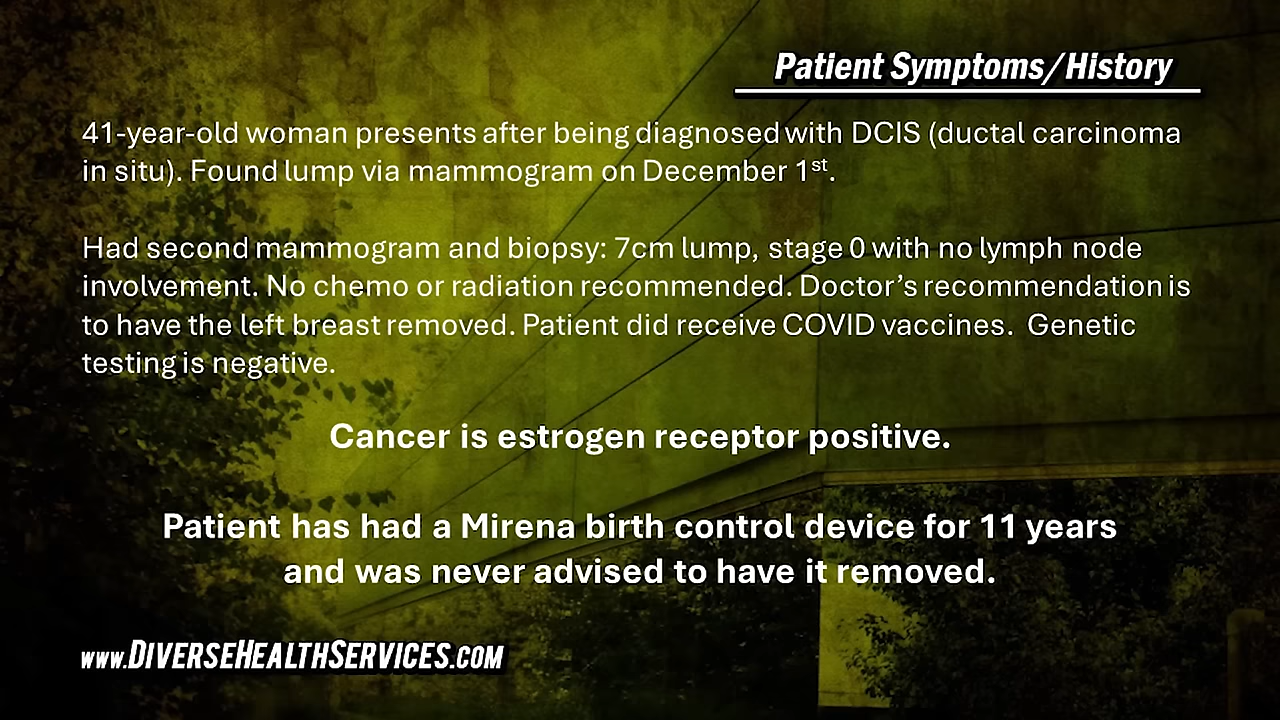 Patient Symptoms/History
41-year-old woman presents after being diagnosed with DCIS (ductal carcinoma
in situ). Found lump via mammogram on December 1st.
Had second mammogram and biopsy: 7cm lump, stage 0 with no lymph node
involvement. No chemo or radiation recommended. Doctor's recommendation is
to have the left breast removed. Patient did receive COVID vaccines.  Genetic
testing is negative.
Cancer is estrogen receptor positive.
Patient has had a Mirena birth control device for 11 years
and was never advised to have it removed.
www.DiverseHealthServices.com